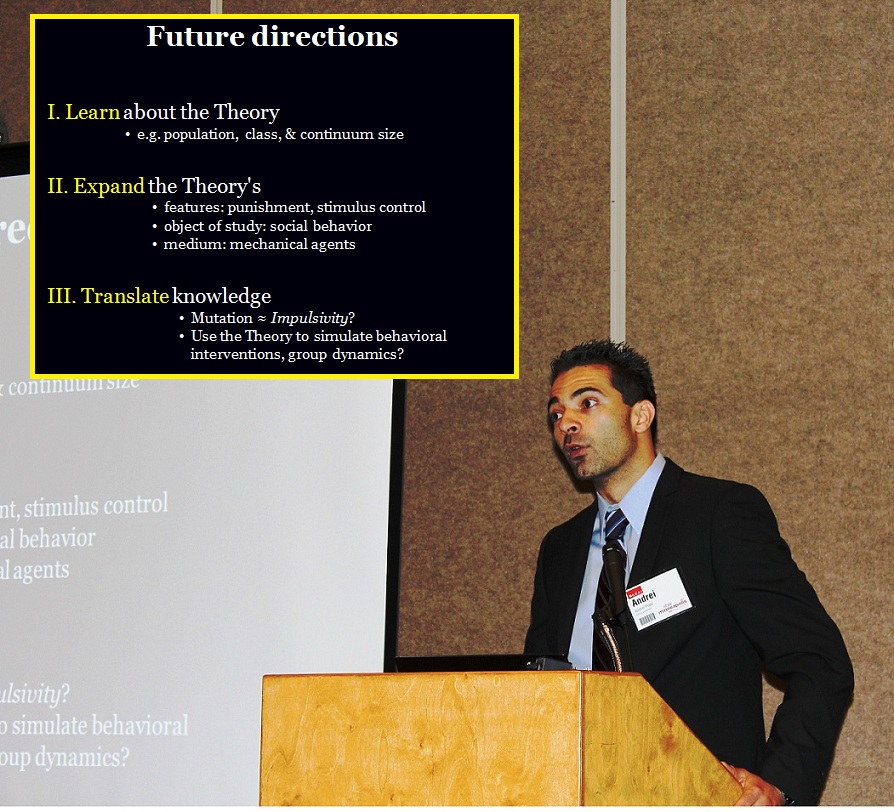 Future directions
I. Learn about the Theory
• e.g. population, class, & continuum size
II. Expand the Theory's
• features: punishment, stimulus control
• object of study: social behavior
• medium: mechanical agents
III. Translate knowledge
• Mutation ≈ Impulsivity?
• Use the Theory to simulate behavioral
interventions, group dynamics?
continuum size
nt, stimulus control
al behavior
al agents
ulsivity?
o simulate behavioral
oup dynamics?
Andrei